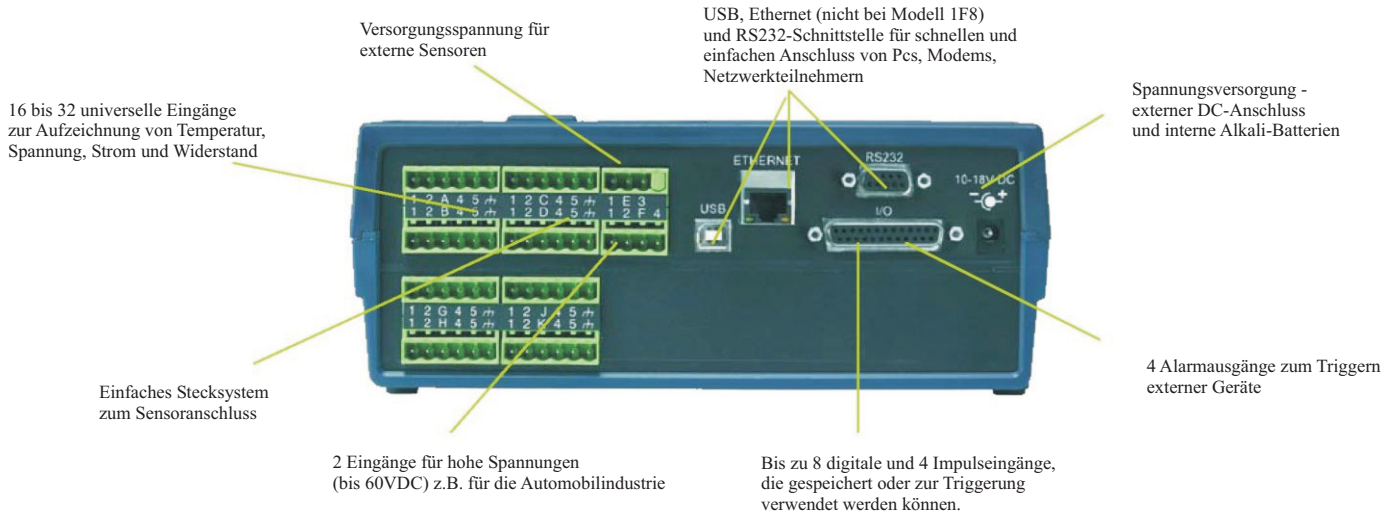 USB, Ethernet (nicht bei Modell 1F8)
und RS232-Schnittstelle für schnellen und
einfachen Anschluss von Pcs, Modems,
Netzwerkteilnehmern
Versorgungsspannung für
externe Sensoren
Spannungsversorgung -
externer DC-Anschluss
und interne Alkali-Batterien
16 bis 32 universelle Eingänge
zur Aufzeichnung von Temperatur,
Spannung, Strom und Widerstand
ETHERNET
RS232
10-18V DC
USB
I/O
1 2 A 4 5
1 2 B 4 5
1 2 C 4 5
1 2 D 4 5
1 E 3
1 2 F 4
1 2 G 4 5
1 2 H 4 5
1 2 J 4 5
1 2 K 4 5
Einfaches Stecksystem
zum Sensoranschluss
4 Alarmausgänge zum Triggern
externer Geräte
2 Eingänge für hohe Spannungen
(bis 60VDC) z.B. für die Automobilindustrie
Bis zu 8 digitale und 4 Impulseingänge,
die gespeichert oder zur Triggerung
verwendet werden können.